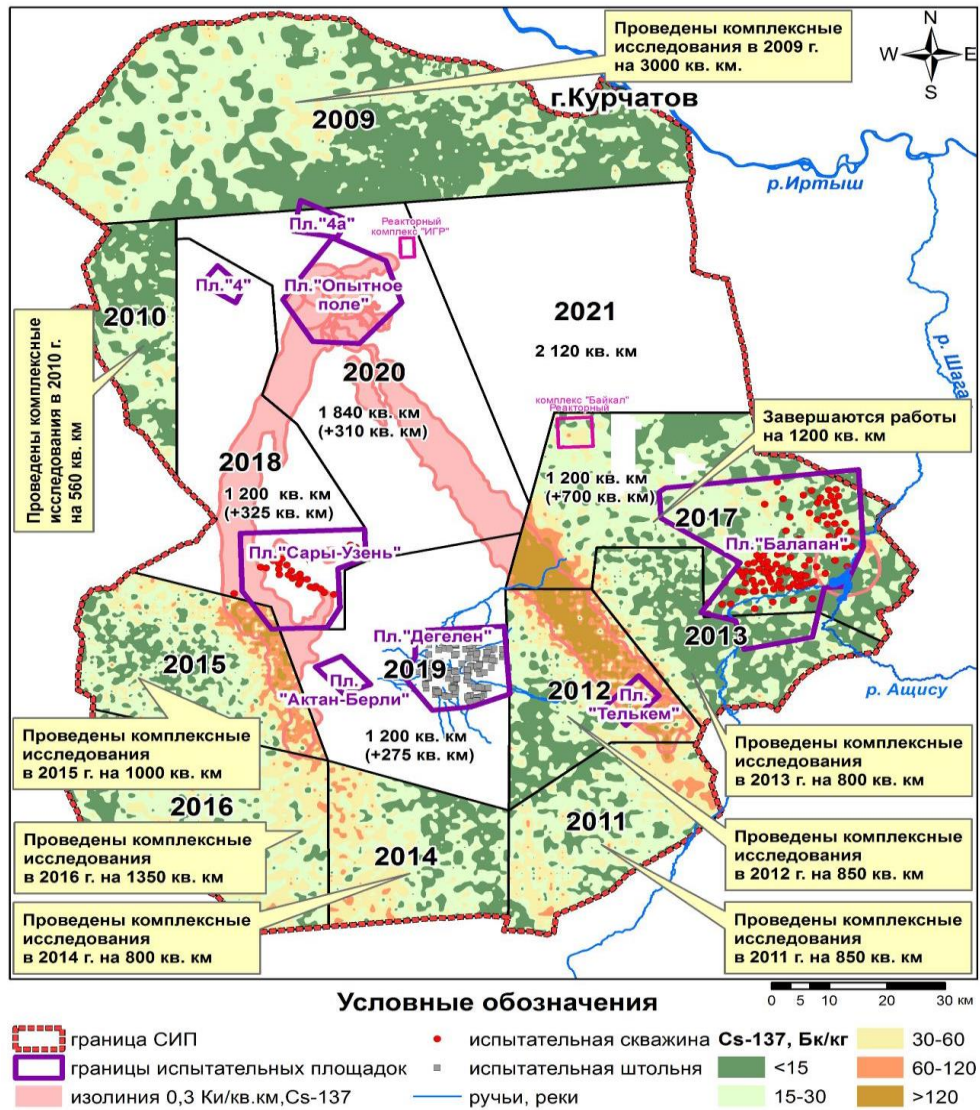 Проведены комплексные
исследования в 2009 г.
на 3000 кв. км.
N
W
E
S
г.Курчатов
2009
р.Иртыш
Пл."4а"
Реакторный
комплекс "ИГР"
Пл."4"
Пл."Опытное
поле"
2010
2021
2 120 кв. км
р. Шага
Проведены комплексные
исследования в 2010 г.
на 560 кв. км
2020
1 840 кв. км
(+310 кв. км)
комплекс "Байкал"
Реакторный
Завершаются работы
на 1200 кв. км
2018
1 200 кв. км
(+325 кв. км)
1 200 кв. км
(+700 кв. км)
2017
Пл."Балапан"
Пл."Сары-Узень"
2013
Пл."Дегелен"
2015
2019
2012
Пл.
"Актан-Берли"
Пл.
"Телькем"
р. Ащису
1 200 кв. км
(+275 кв. км)
Проведены комплексные
исследования
в 2015 г. на 1000 кв. км
Проведены комплексные
исследования
в 2013 г. на 800 кв. км
2016
2011
2014
Проведены комплексные
исследования
в 2016 г. на 1350 кв. км
Проведены комплексные
исследования
в 2012 г. на 850 кв. км
Проведены комплексные
исследования
в 2014 г. на 800 кв. км
Проведены комплексные
исследования
в 2011 г. на 850 кв. км
Условные обозначения
0 5 10 20 30 км
граница СИП
границы испытательных площадок
изолиния 0,3 Ки/кв.км,Cs-137
испытательная скважина
испытательная штольня
ручьи, реки
Cs-137, Бк/кг
<15
15-30
30-60
60-120
>120